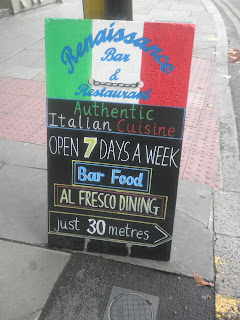 Renaissance
Bar
&
Restaurant
Authentic
Italian Cuisine
OPEN 7 DAYS A WEEK
Bar Food
AL FRESCO DINING
just 30 metres